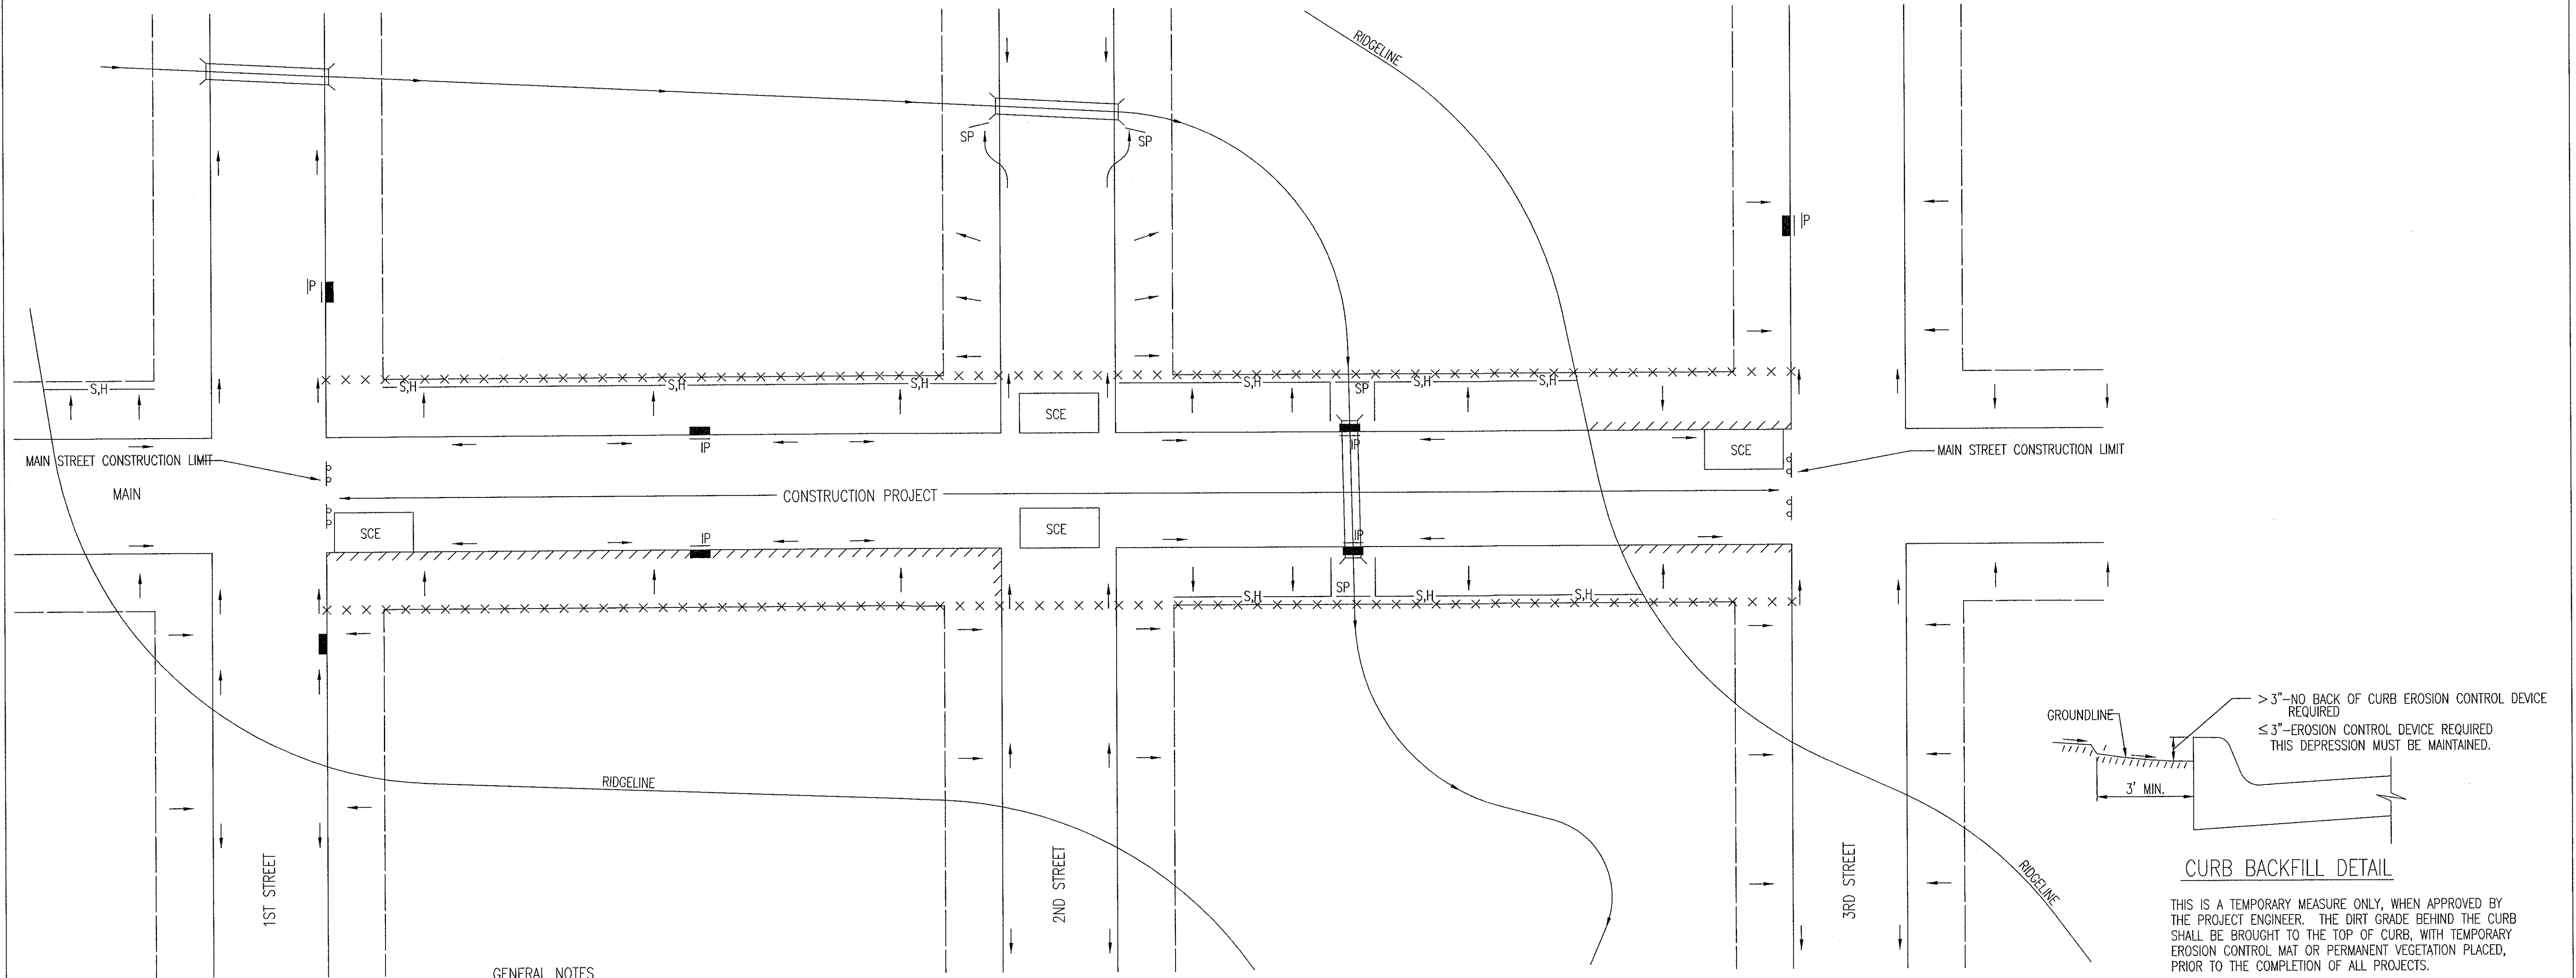 RIDGELINE
SP
SP
IP
IP
S,H
S,H
S,H
S,H
S,H
SP
S,H
S,H
SCE
IP
IP
SCE
MAIN STREET CONSTRUCTION LIMIT
MAIN STREET CONSTRUCTION LIMIT
MAIN
CONSTRUCTION PROJECT
SCE
SCE
IP
IP
S,H
SP
S,H
S,H
RIDGELINE
RIDGELINE
1ST STREET
2ND STREET
3RD STREET
GROUNDLINE
>3"-NO BACK OF CURB EROSION CONTROL DEVICE
REQUIRED
≤3"-EROSION CONTROL DEVICE REQUIRED
THIS DEPRESSION MUST BE MAINTAINED.
3' MIN.
CURB BACKFILL DETAIL
THIS IS A TEMPORARY MEASURE ONLY, WHEN APPROVED BY
THE PROJECT ENGINEER. THE DIRT GRADE BEHIND THE CURB
SHALL BE BROUGHT TO THE TOP OF CURB, WITH TEMPORARY
EROSION CONTROL MAT OR PERMANENT VEGETATION PLACED,
PRIOR TO THE COMPLETION OF ALL PROJECTS.
GENERAL NOTES